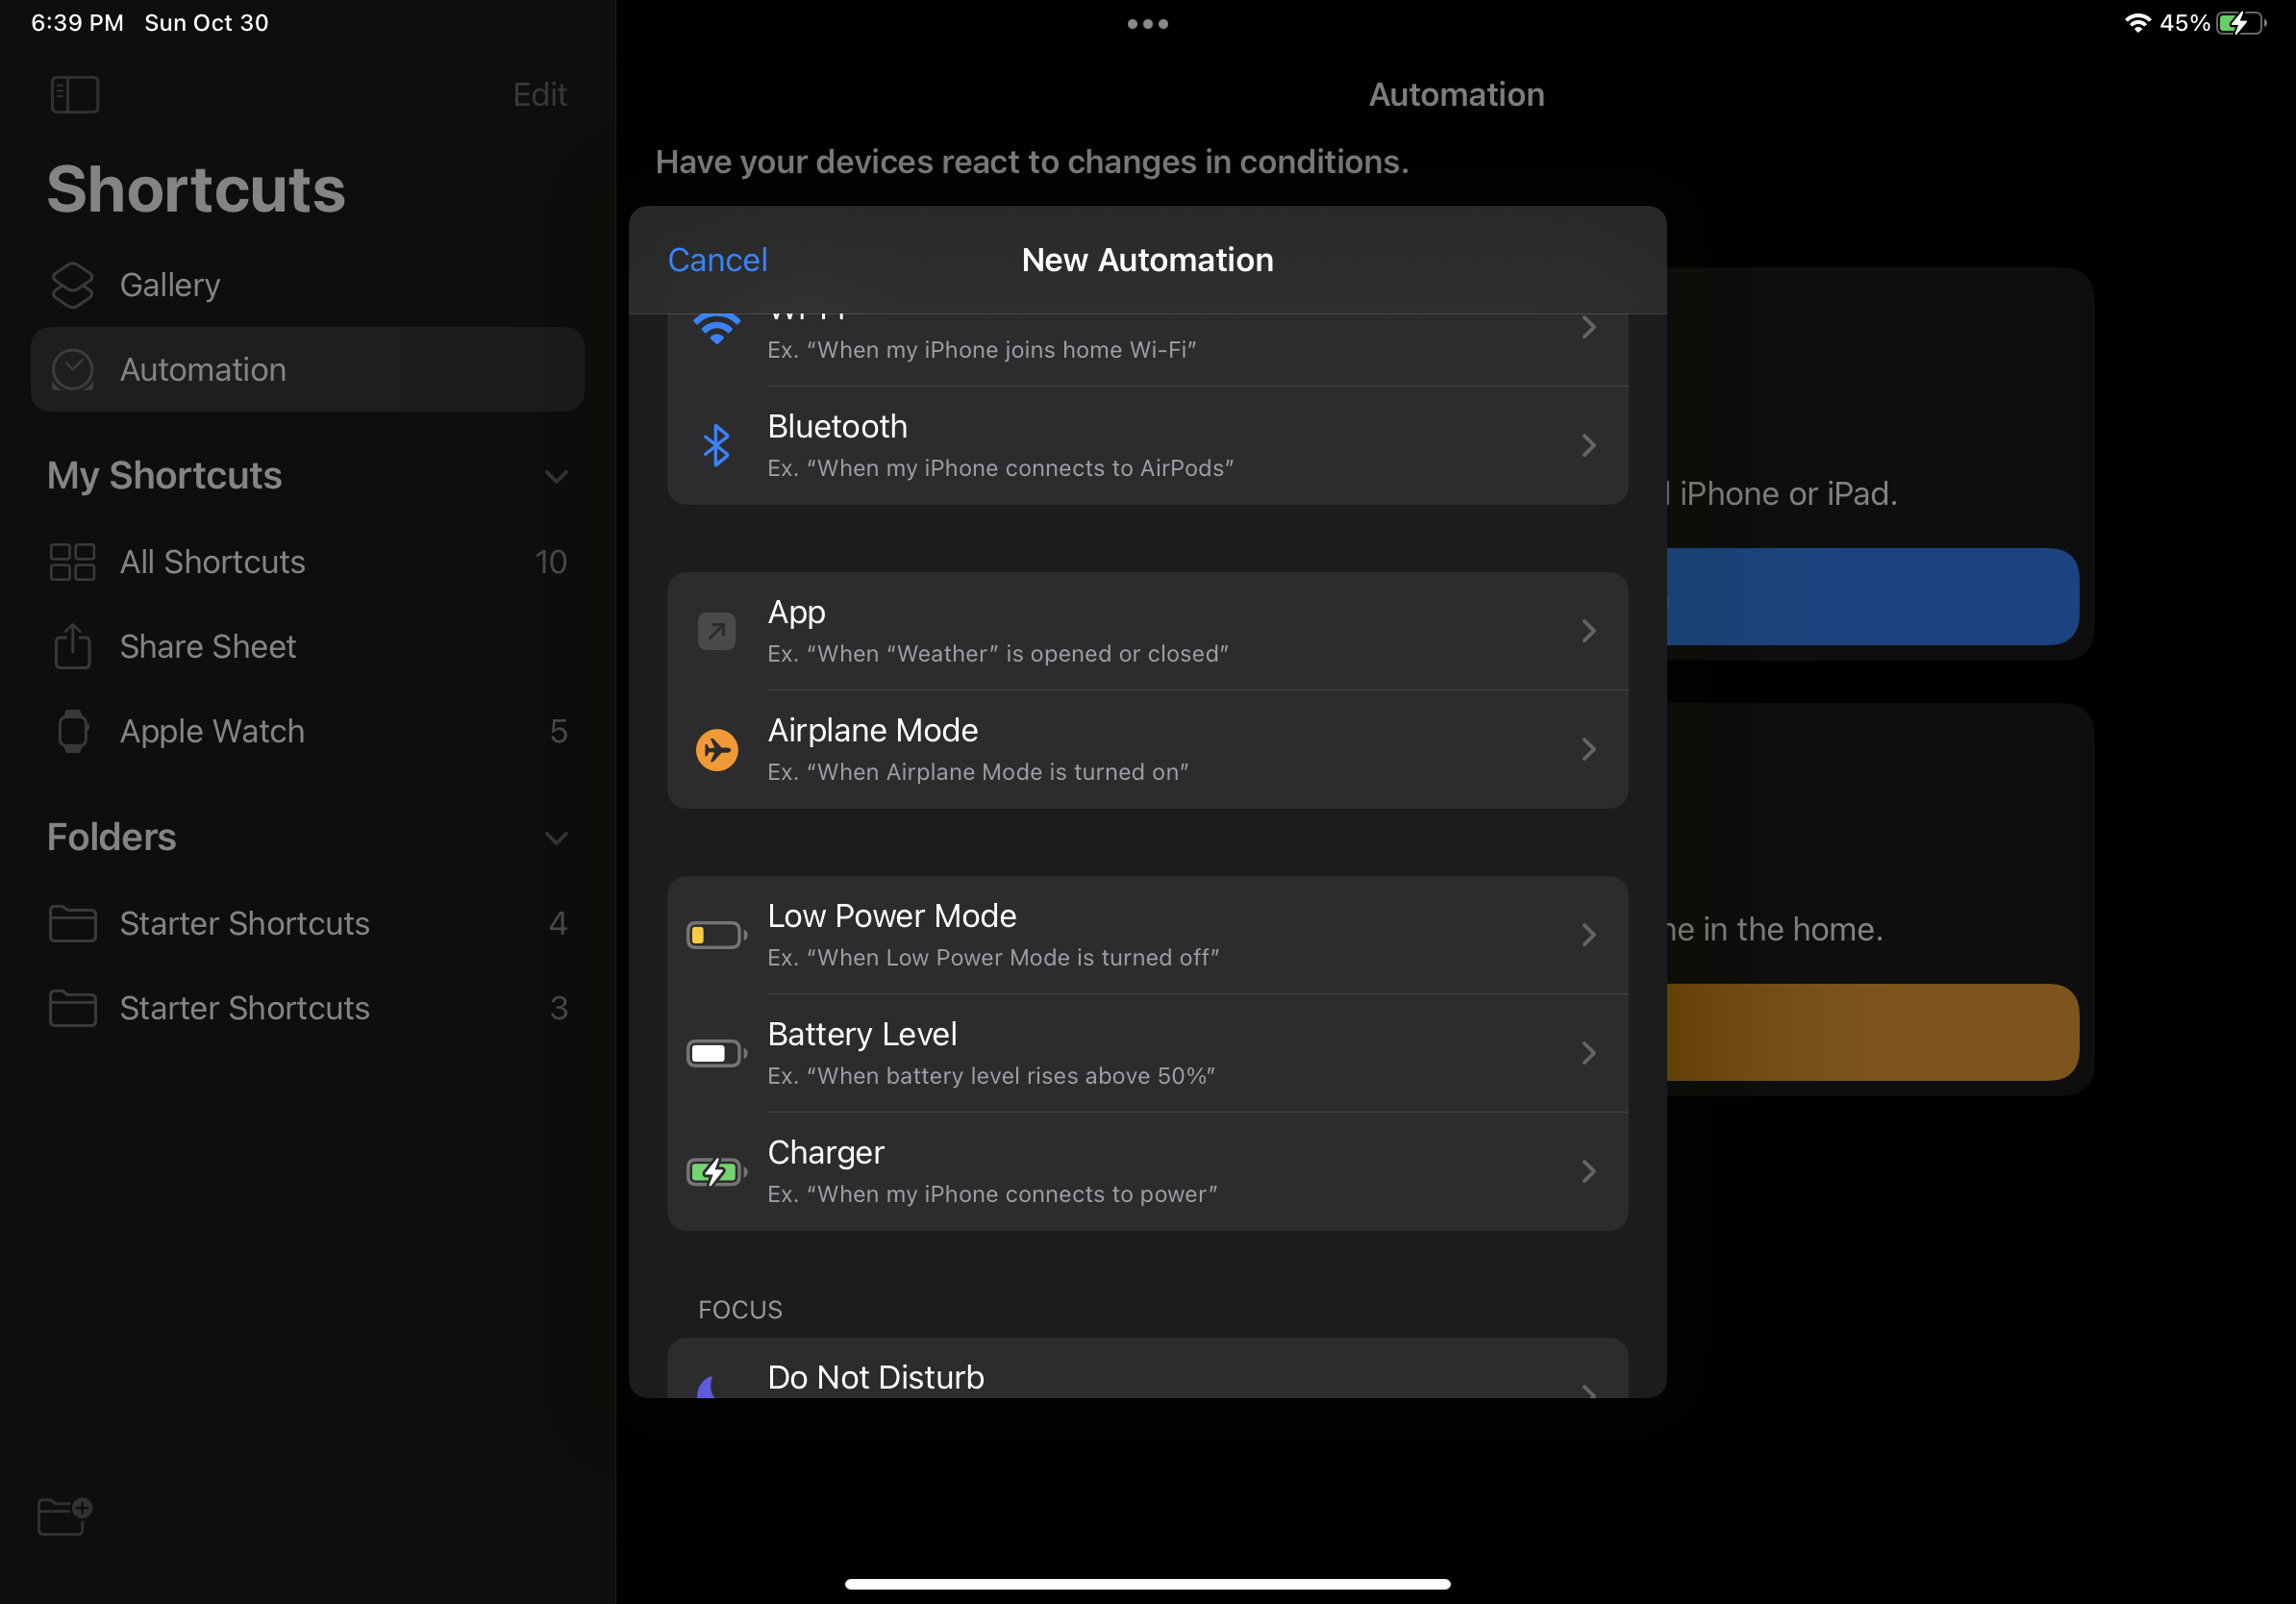 6:39 PM Sun Oct 30
45%
Edit
Shortcuts
Gallery
Automation
My Shortcuts
All Shortcuts 10
Share Sheet
Apple Watch 5
Folders
Starter Shortcuts 4
Starter Shortcuts 3
Automation
Have your devices react to changes in conditions.
Cancel
New Automation
Ex. “When my iPhone joins home Wi-Fi”
Bluetooth
Ex. “When my iPhone connects to AirPods”
App
Ex. “When “Weather” is opened or closed”
Airplane Mode
Ex. “When Airplane Mode is turned on”
Low Power Mode
Ex. “When Low Power Mode is turned off”
Battery Level
Ex. “When battery level rises above 50%”
Charger
Ex. “When my iPhone connects to power”
FOCUS
Do Not Disturb
iPhone or iPad.
in the home.